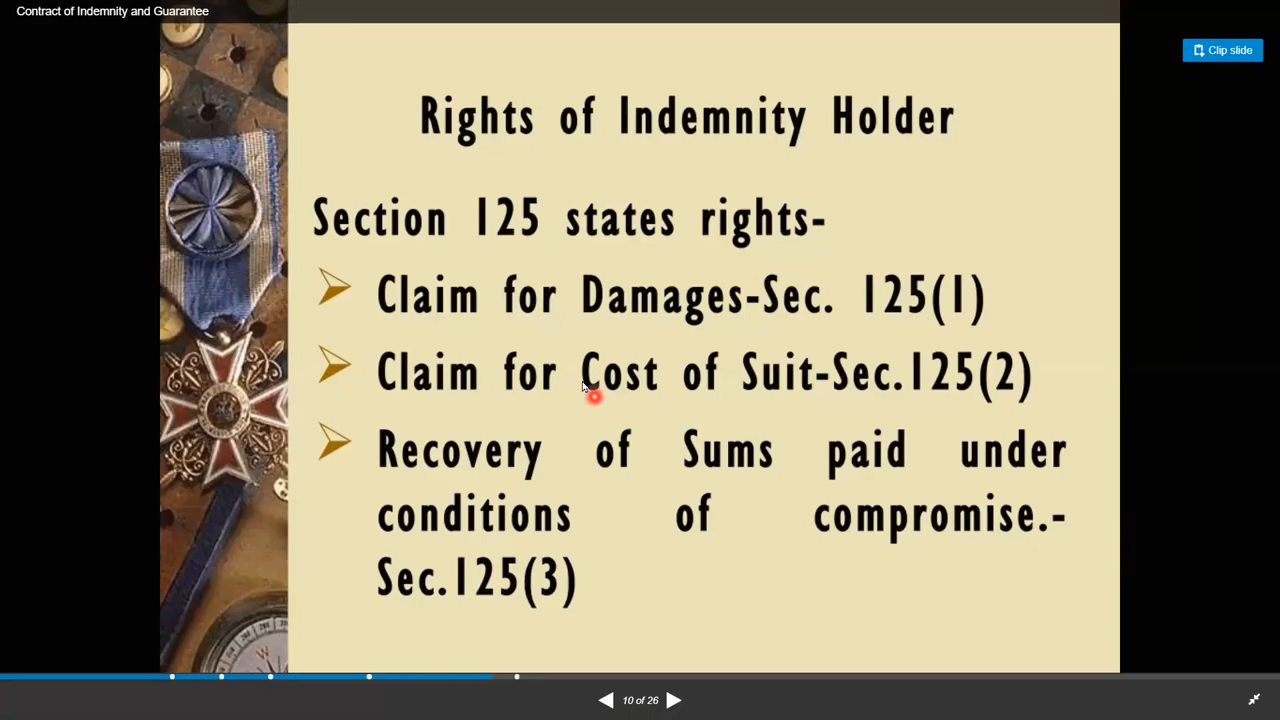 Contract of Indemnity and Guarantee
Clip slide
Rights of Indemnity Holder
Section 125 states rights-
Claim for Damages-Sec. 125(1)
Claim for Cost of Suit-Sec.125(2)
Recovery of Sums paid under
conditions of compromise.-
Sec.125(3)
W
10 of 26